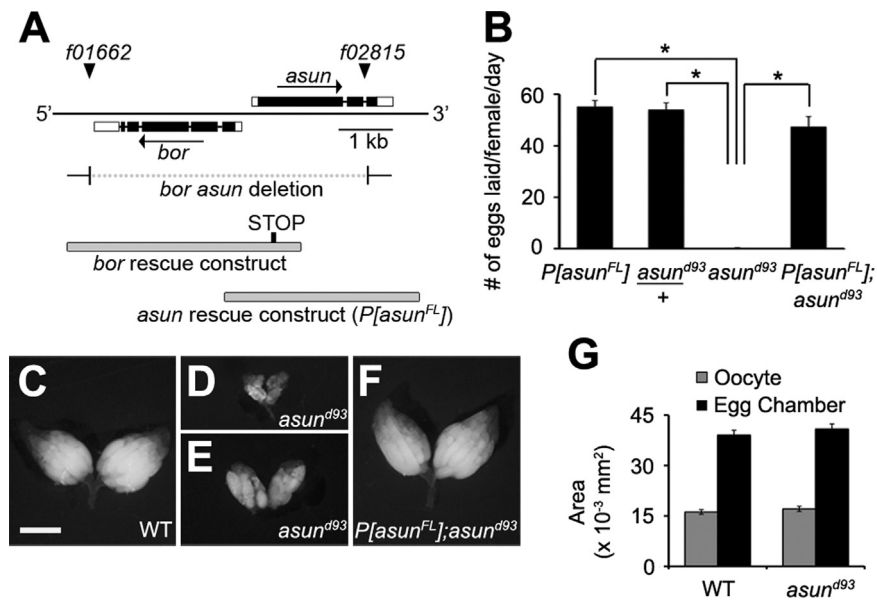 A
f01662
f02815
asun
5’
3’
bor
1 kb
bor asun deletion
STOP
bor rescue construct
asun rescue construct (P[asunFL])
B
# of eggs laid/female/day
60
40
20
0
*
*
*
P[asunFL]
asund93
+
asund93
P[asunFL];
asund93
C
WT
D
asund93
E
asund93
F
P[asunFL];asund93
G
Oocyte
Egg Chamber
Area
(x 10-3 mm2)
45
30
15
0
WT
asund93